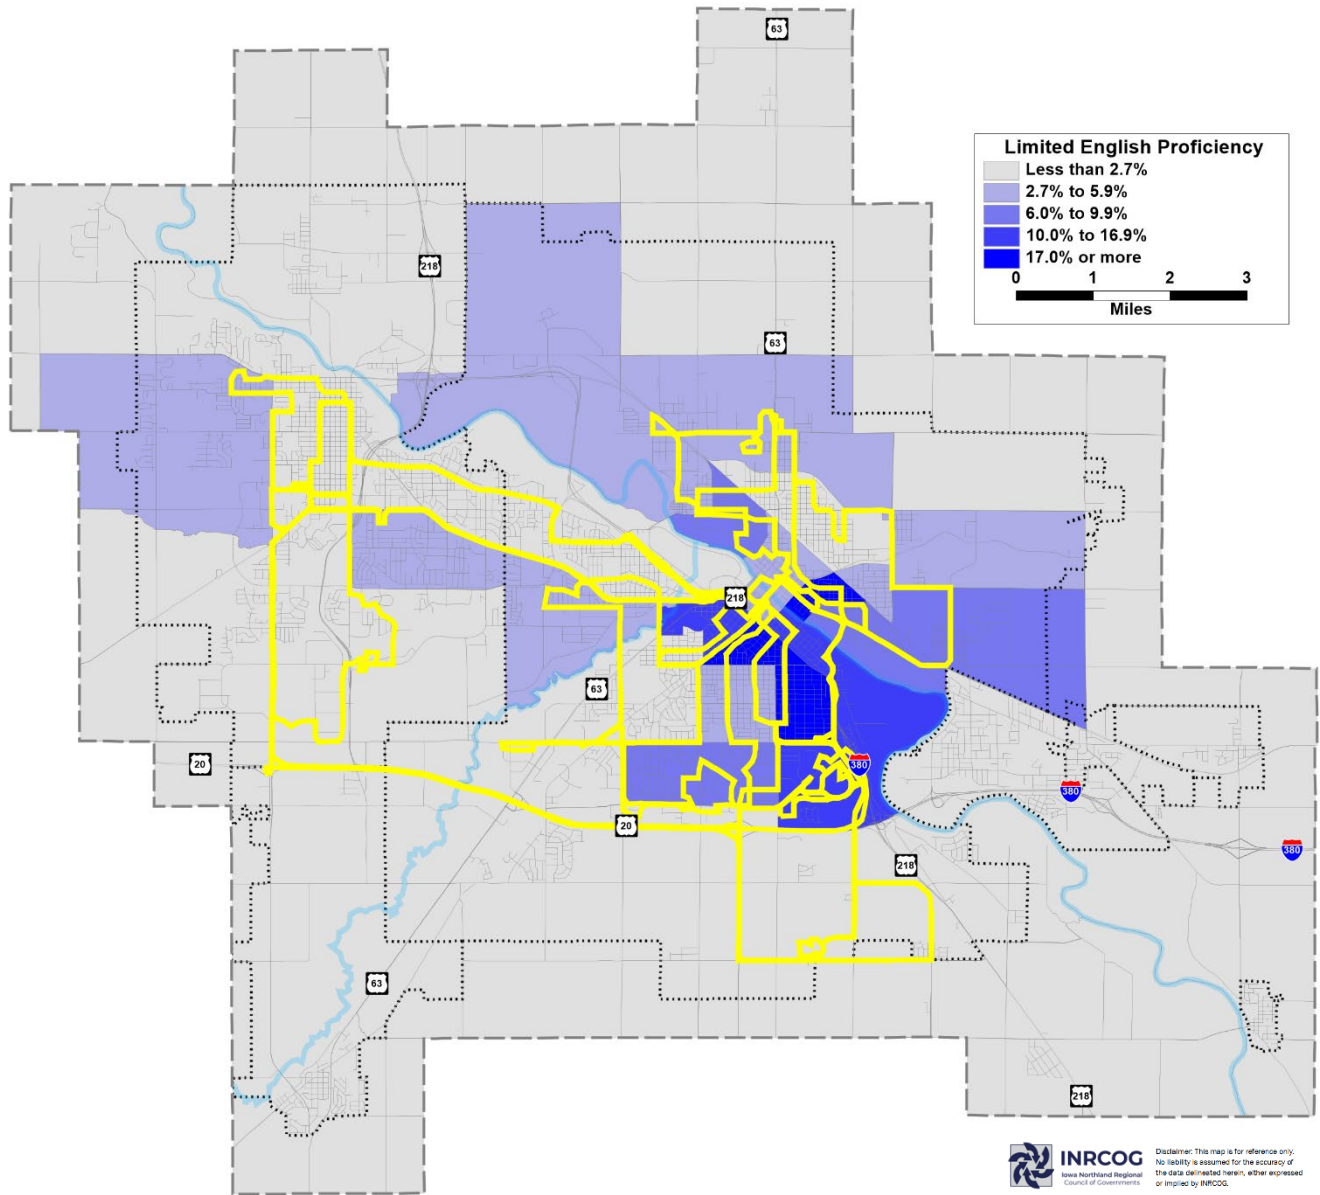 63
Limited English Proficiency
Less than 2.7%
2.7% to 5.9%
6.0% to 9.9%
10.0% to 16.9%
17.0% or more
0 1 2 3
Miles
218
63
218
63
20
380
380
20
380
218
63
218
INRCOG
Iowa Northland Regional
Council of Governments
Disclaimer: This map is for reference only.
No liability is assumed for the accuracy of
the data delineated herein, either expressed
or implied by INRCOG.